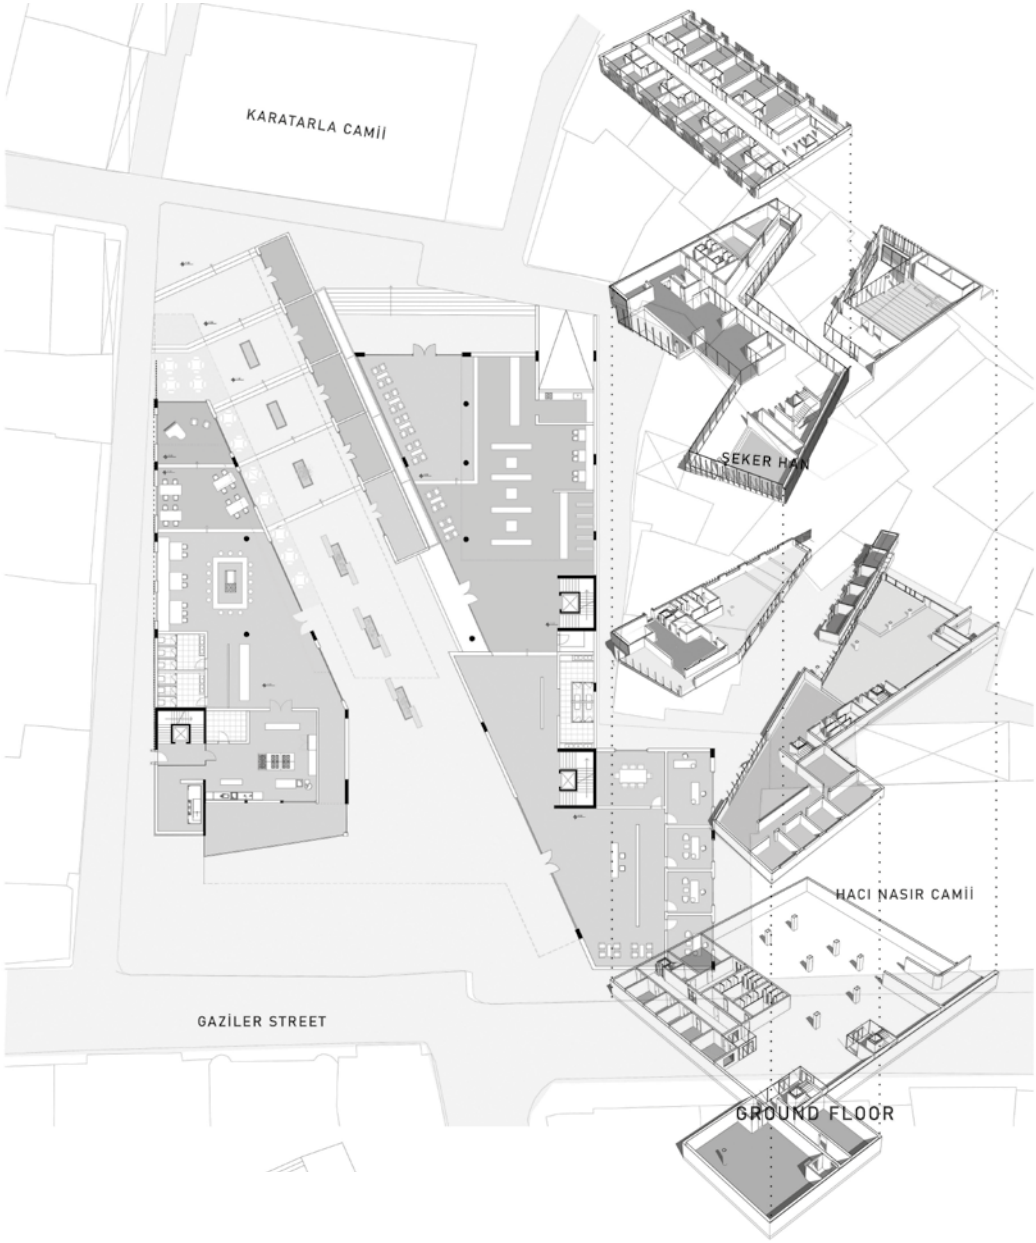 KARATARLA CAMİİ
ŞEKER HAN
HACI NASIR CAMİİ
GAZİLER STREET
GROUND FLOOR